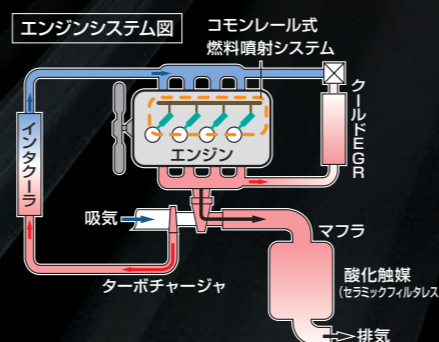 エンジンシステム図
コモンレール式
燃料噴射システム
クールドEGR
インタクーラ
エンジン
吸気
マフラ
ターボチャージャ
酸化触媒
(セラミックフィルタレス)
排気